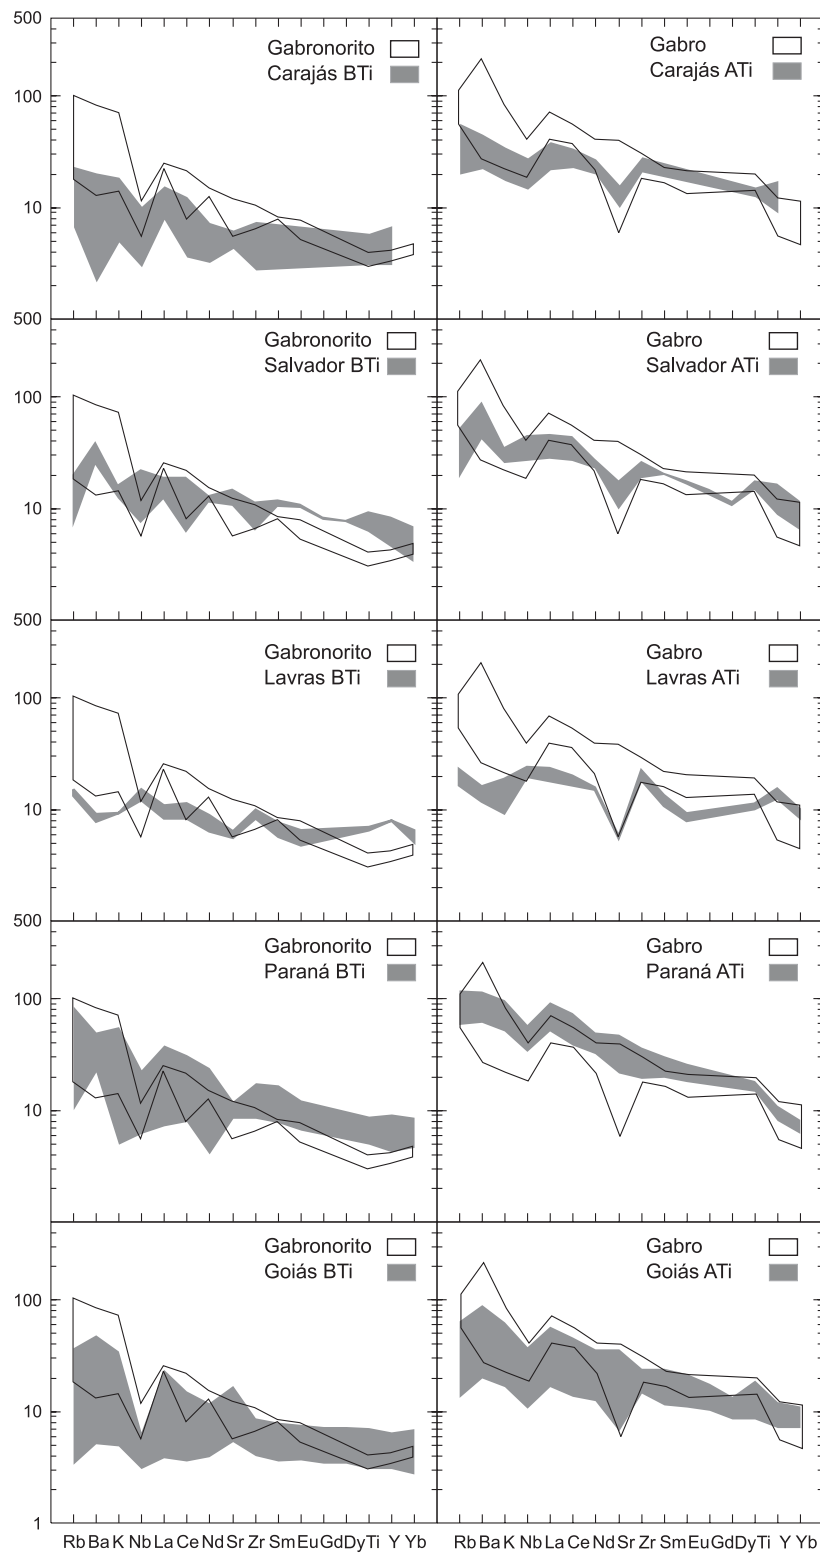 500
Gabronorito
Carajás BTi
Gabro
Carajás ATi
100
10
500
Gabronorito
Salvador BTi
Gabro
Salvador ATi
100
10
500
Gabronorito
Lavras BTi
Gabro
Lavras ATi
100
10
500
Gabronorito
Paraná BTi
Gabro
Paraná ATi
100
10
Gabronorito
Goiás BTi
Gabro
Goiás ATi
100
10
1
Rb Ba K Nb La Ce Nd Sr Zr Sm Eu Gd Dy Ti Y Yb
Rb Ba K Nb La Ce Nd Sr Zr Sm Eu Gd Dy Ti Y Yb